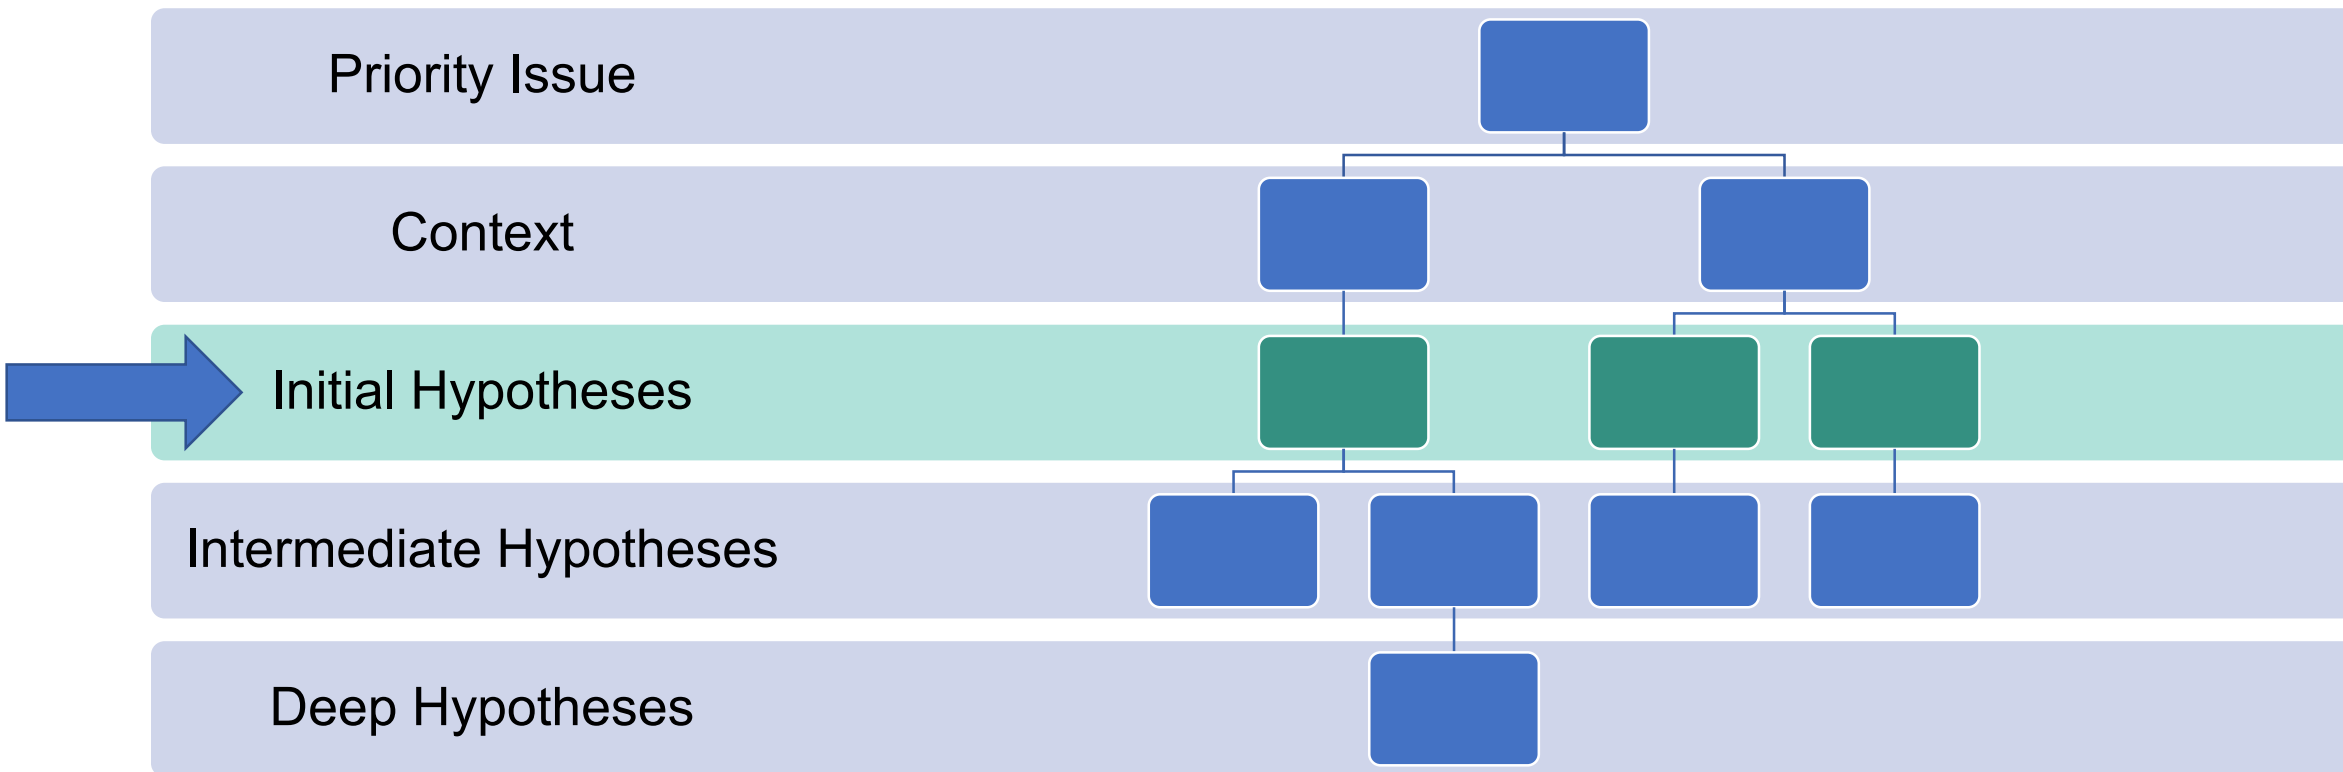 Priority Issue
Context
Initial Hypotheses
Intermediate Hypotheses
Deep Hypotheses